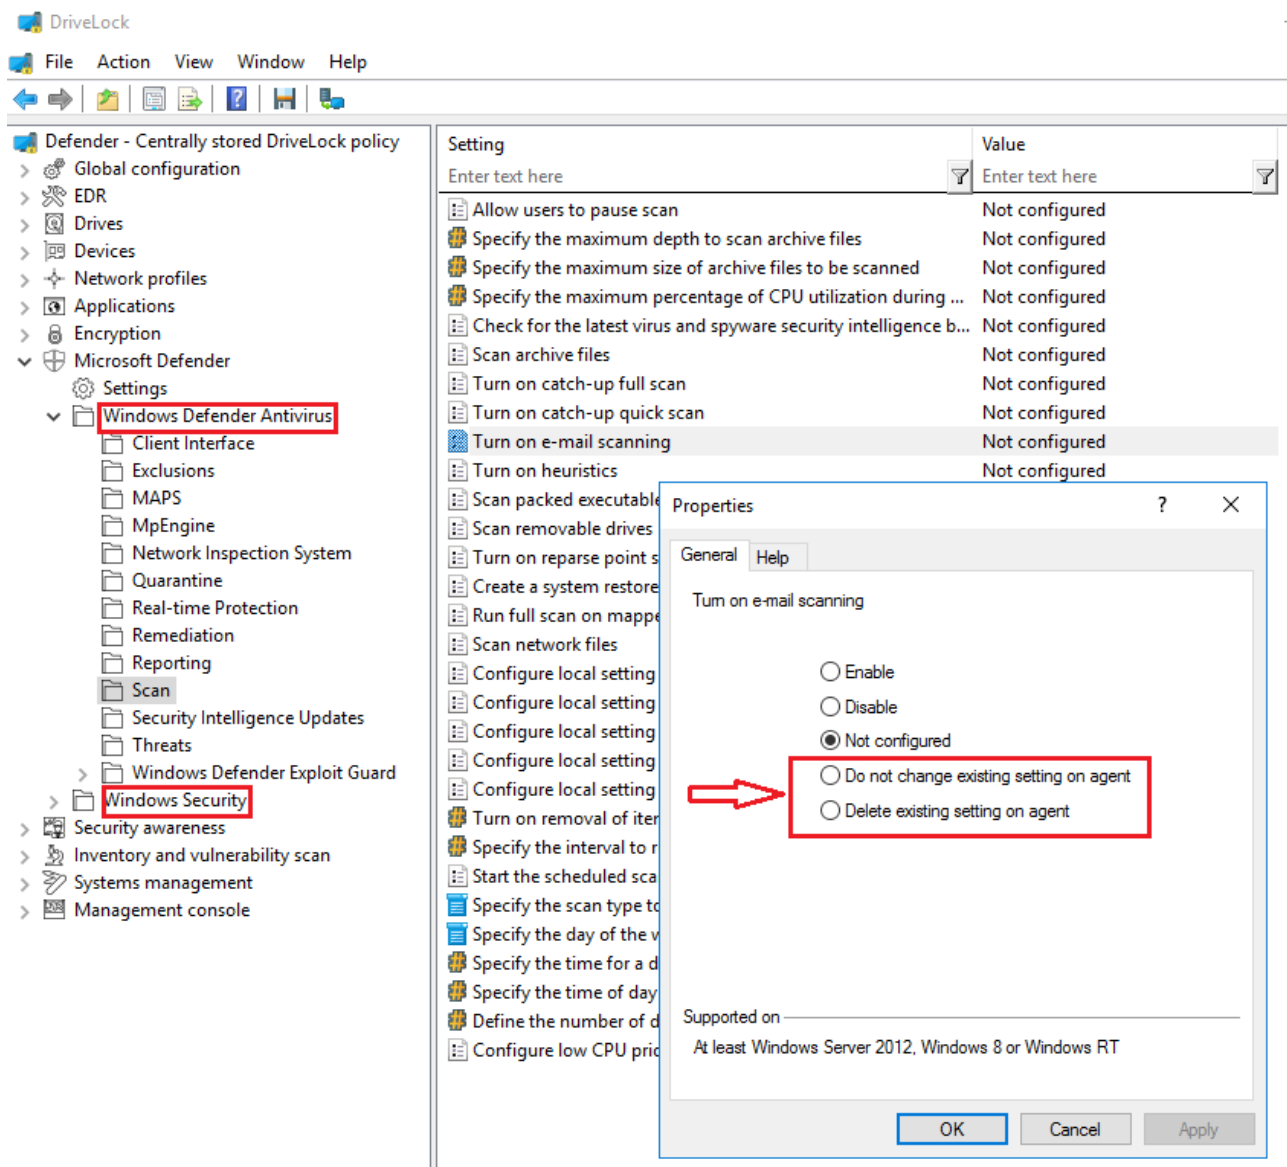 DriveLock
File Action View Window Help
Defender - Centrally stored DriveLock policy
Global configuration
EDR
Drives
Devices
Network profiles
Applications
Encryption
Microsoft Defender
Settings
Windows Defender Antivirus
Client Interface
Exclusions
MAPS
MpEngine
Network Inspection System
Quarantine
Real-time Protection
Remediation
Reporting
Scan
Security Intelligence Updates
Threats
Windows Defender Exploit Guard
Windows Security
Security awareness
Inventory and vulnerability scan
Systems management
Management console
Setting Value
Enter text here Enter text here
Allow users to pause scan Not configured
Specify the maximum depth to scan archive files Not configured
Specify the maximum size of archive files to be scanned Not configured
Specify the maximum percentage of CPU utilization during ... Not configured
Check for the latest virus and spyware security intelligence b... Not configured
Scan archive files Not configured
Turn on catch-up full scan Not configured
Turn on catch-up quick scan Not configured
Turn on e-mail scanning Not configured
Turn on heuristics Not configured
Scan packed executable
Scan removable drives
Turn on reparse point s
Create a system restore
Run full scan on mappe
Scan network files
Configure local setting
Configure local setting
Configure local setting
Configure local setting
Configure local setting
Turn on removal of iter
Specify the interval to r
Start the scheduled sca
Specify the scan type to
Specify the day of the w
Specify the time for a d
Specify the time of day
Define the number of d
Configure low CPU pric
Properties ?
General Help
Turn on e-mail scanning
Enable
Disable
Not configured
Do not change existing setting on agent
Delete existing setting on agent
Supported on
At least Windows Server 2012, Windows 8 or Windows RT
OK Cancel Apply